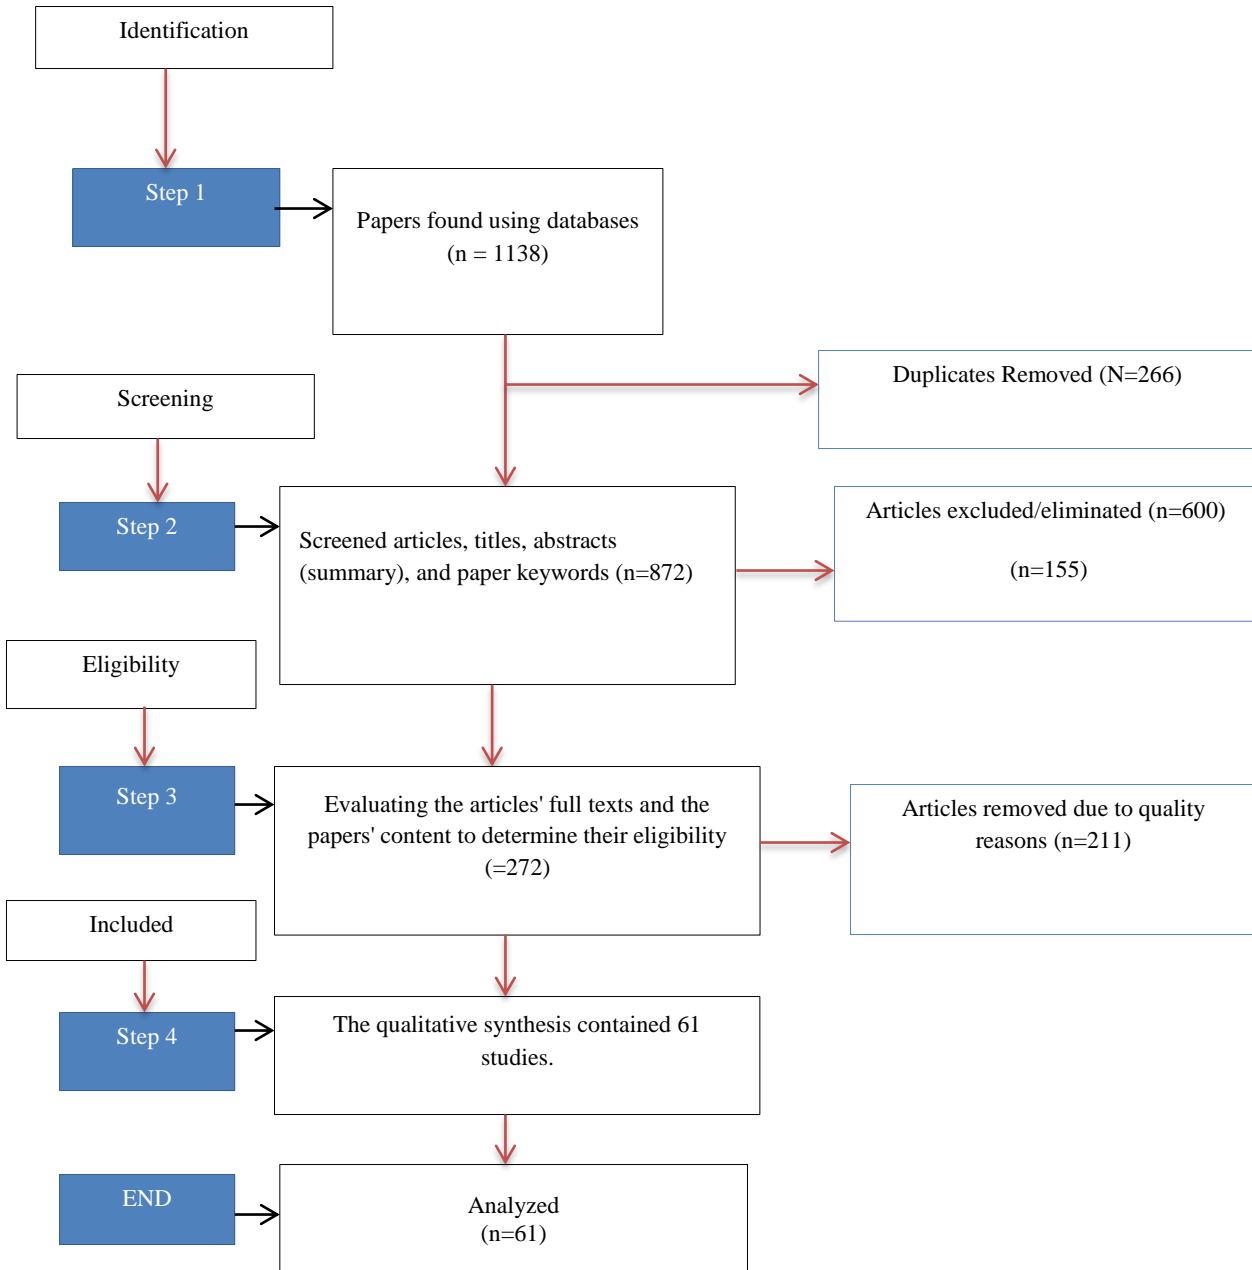 Identification
Step 1
Papers found using databases
(n = 1138)
Duplicates Removed (N=266)
Screening
Step 2
Screened articles, titles, abstracts
(summary), and paper keywords (n=872)
Articles excluded/eliminated (n=600)
(n=155)
Eligibility
Step 3
Evaluating the articles' full texts and the
papers' content to determine their eligibility
(=272)
Articles removed due to quality
reasons (n=211)
Included
Step 4
The qualitative synthesis contained 61
studies.
END
Analyzed
(n=61)